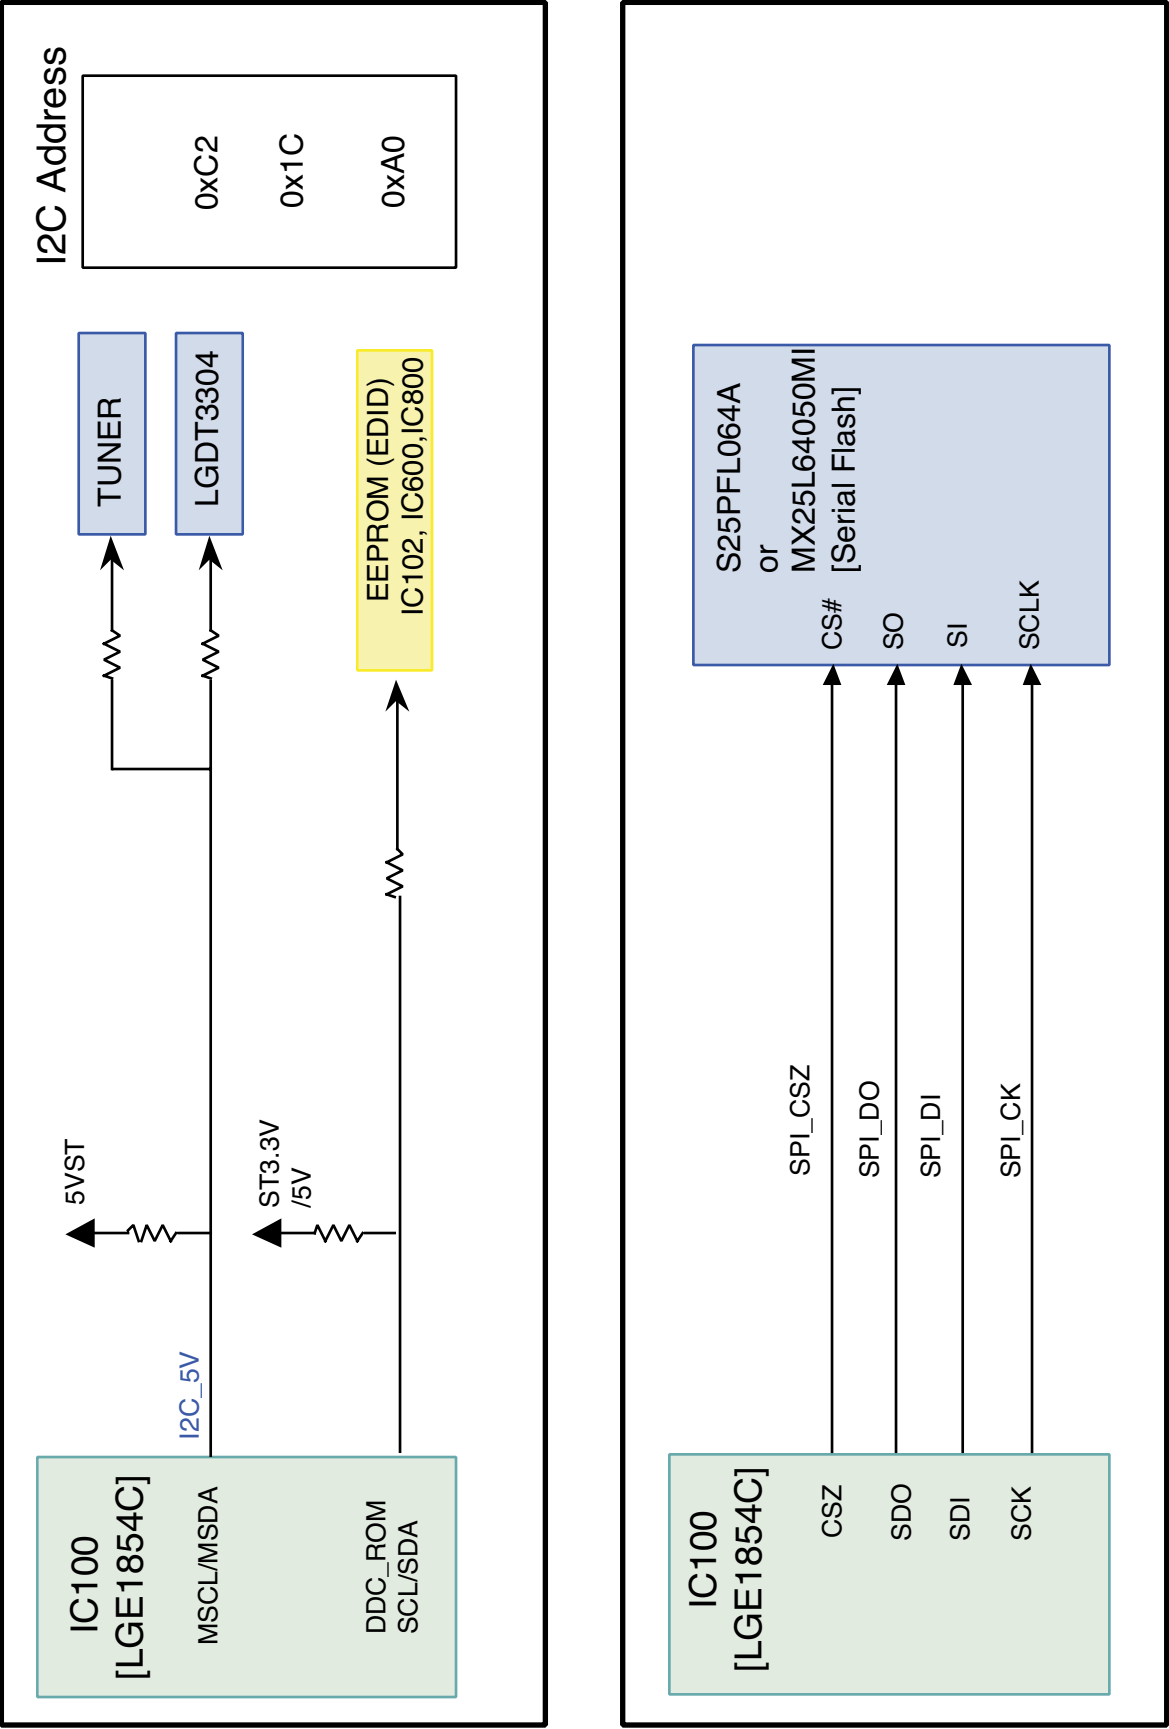 I2C Address
5VST
TUNER
I2C_5V
LGDT3304
0xC2
IC100
[LGE1854C]
MSCL/MSDA
ST3.3V
/5V
0x1C
DDC_ROM
SCL/SDA
EEPROM (EDID)
IC102, IC600,IC800
0xA0
IC100
[LGE1854C]
S25PFL064A
or
MX25L64050MI
[Serial Flash]
CSZ
SPI_CSZ
CS#
SDO
SPI_DO
SO
SDI
SPI_DI
SI
SCK
SPI_CK
SCLK